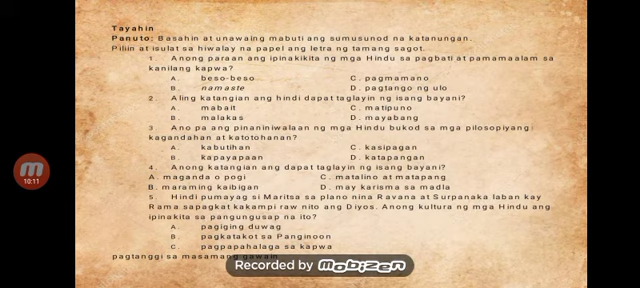 Tayahin
Panuto: Basahin at unawaing mabuti ang sumusunod na katanungan.
Piliin at isulat sa hiwalay na papel ang letra ng tamang sagot.
1. Anong paraan ang ipinakikita ng mga Hindu sa pagbati at pamamaalam sa
kanilang kapwa?
A. beso-beso C. pagmamano
B. namaste D. pagtango ng ulo
2. Aling katangian ang hindi dapat taglayin ng isang bayani?
A. mabait C. matipuno
B. malakas D. mayabang
3. Ano pa ang pinaniniwalaan ng mga Hindu bukod sa mga pilosopiyang
kagandahan at katotohanan?
A. kabutihan C. kasipagan
B. kapayapaan D. katapangan
4. Anong katangian ang dapat taglayin ng isang bayani?
A. maganda o pogi C. matalino at matapang
B. maraming kaibigan D. may karisma sa madla
5. Hindi pumayag si Maritsa sa plano nina Ravana at Surpanaka laban kay
Rama sapagkat kakampi raw nito ang Diyos. Anong kultura ng mga Hindu ang
ipinakita sa pangungusap na ito?
A. pagiging duwag
B. pagkatakot sa Panginoon
C. pagpapahalaga sa kapwa
pagtanggi sa masamang gawain
M
10:11
Recorded by MOBIZEN